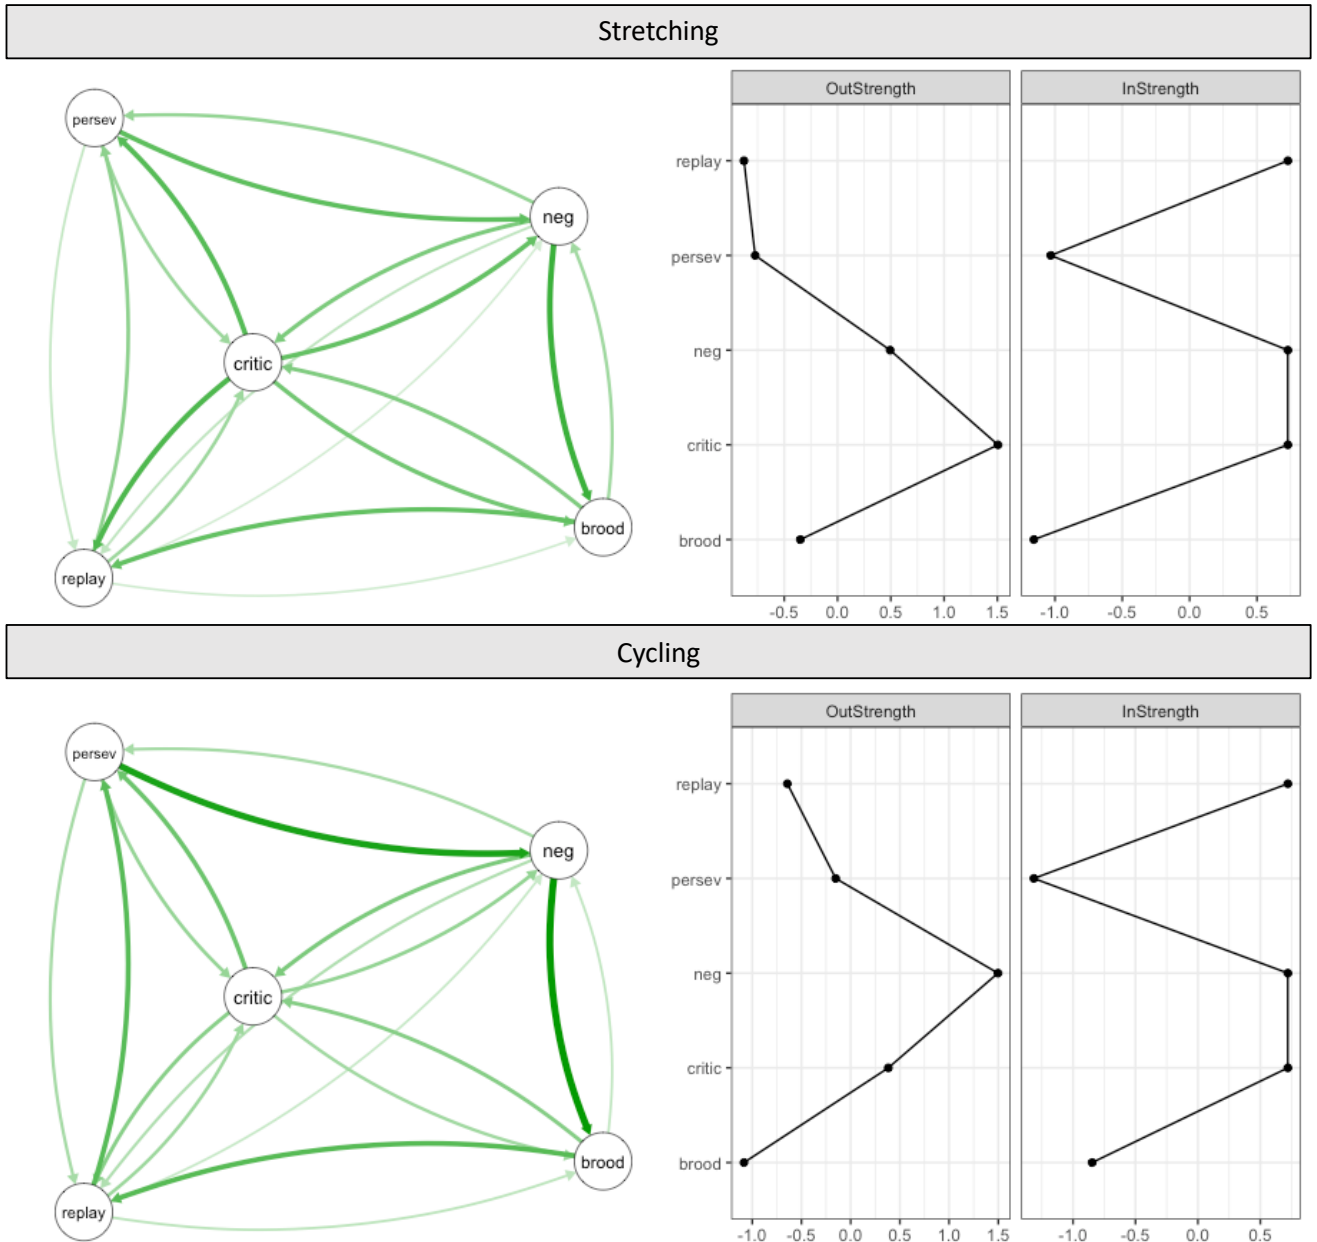 Stretching
persev
neg
critic
brood
replay
OutStrength
InStrength
replay
persev
neg
critic
brood
-0.5 0.0 0.5 1.0 1.5
-1.0 -0.5 0.0 0.5
Cycling
persev
neg
critic
brood
replay
OutStrength
InStrength
replay
persev
neg
critic
brood
-1.0 -0.5 0.0 0.5 1.0 1.5
-1.0 -0.5 0.0 0.5